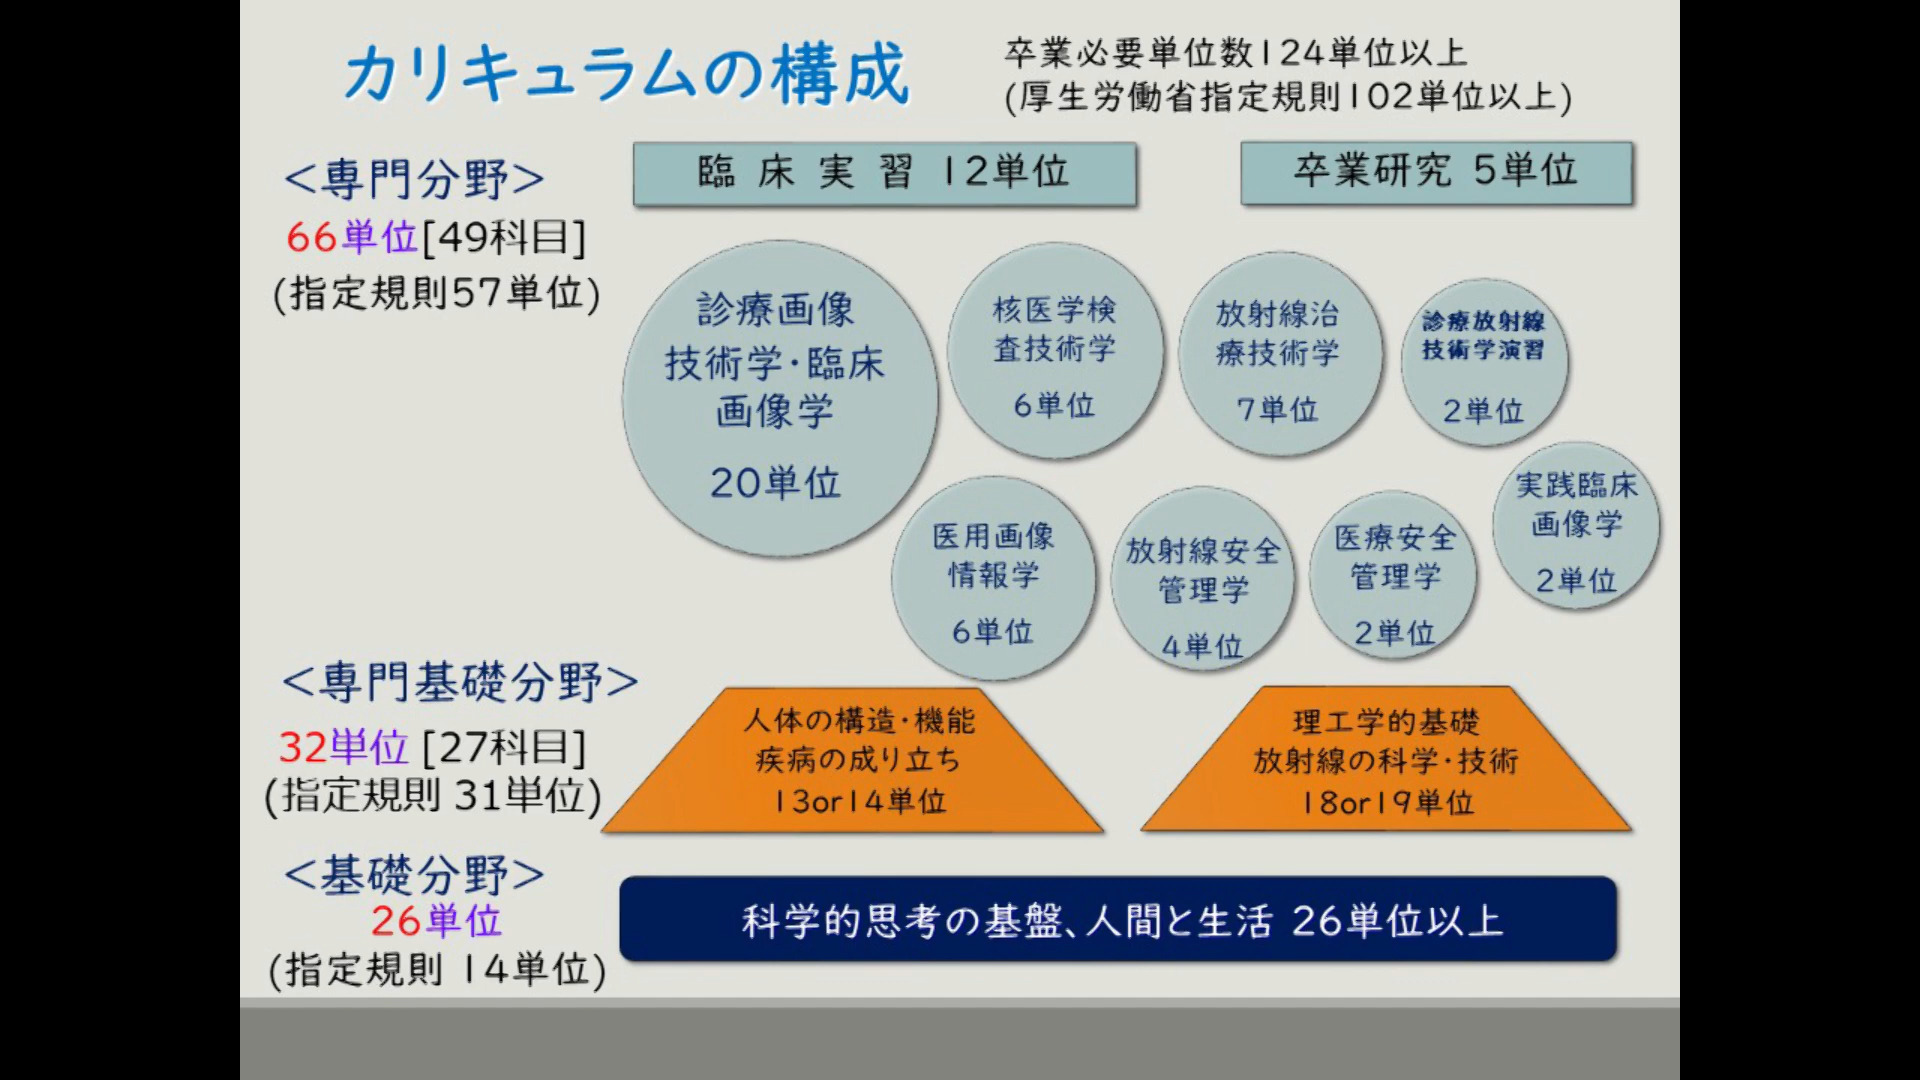 カリキュラムの構成
卒業必要単位数124単位以上
(厚生労働省指定規則102単位以上)
＜専門分野＞
66単位[49科目]
(指定規則57単位)
臨 床 実 習 12単位
卒業研究 5単位
診療画像
技術学・臨床
画像学
20単位
核医学検
査技術学
6単位
放射線治
療技術学
7単位
診療放射線
技術学演習
2単位
医用画像
情報学
6単位
放射線安全
管理学
4単位
医療安全
管理学
2単位
実践臨床
画像学
2単位
＜専門基礎分野＞
32単位 [27科目]
(指定規則 31単位)
人体の構造・機能
疾病の成り立ち
13or14単位
理工学的基礎
放射線の科学・技術
18or19単位
＜基礎分野＞
26単位
(指定規則 14単位)
科学的思考の基盤、人間と生活 26単位以上